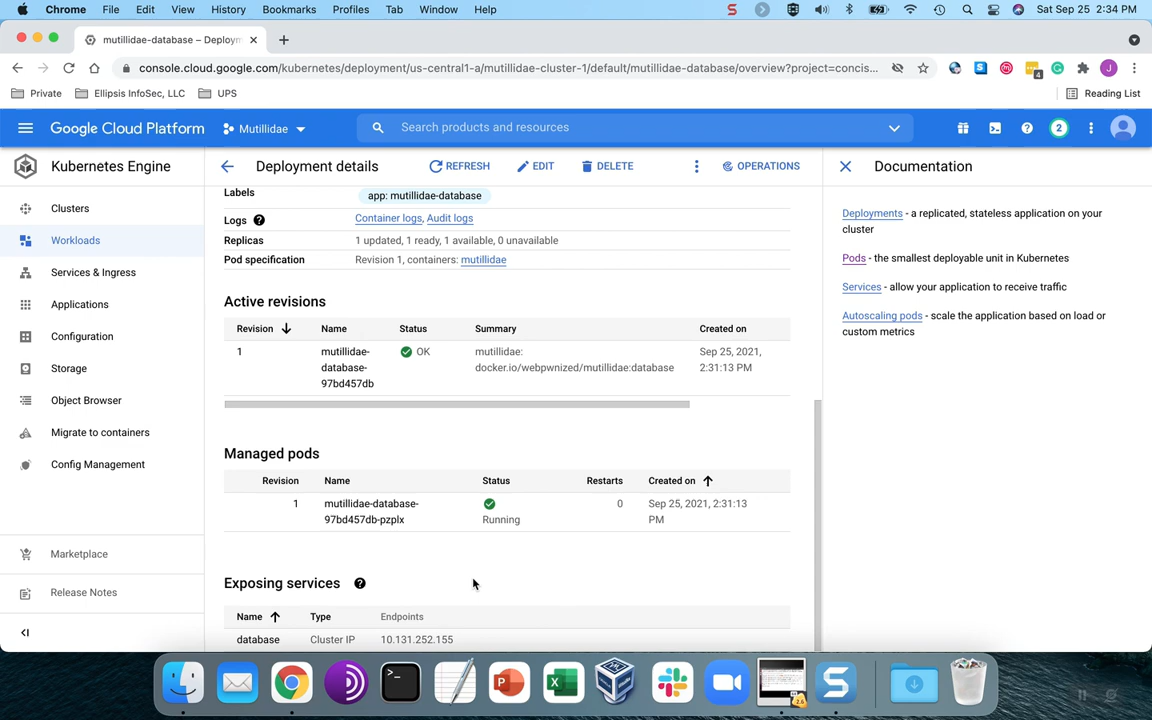 Chrome File Edit View History Bookmarks Profiles Tab Window Help S Sat Sep 25 2:34 PM
mutillidae-database – Deploym
console.cloud.google.com/kubernetes/deployment/us-central1-a/mutillidae-cluster-1/default/mutillidae-database/overview?project=concis... 4 J
Private Ellipsis InfoSec, LLC UPS Reading List
Google Cloud Platform Mutillidae Search products and resources 2
Kubernetes Engine
Clusters
Workloads
Services & Ingress
Applications
Configuration
Storage
Object Browser
Migrate to containers
Config Management
Marketplace
Release Notes
Deployment details REFRESH EDIT DELETE OPERATIONS
Labels app: mutillidae-database
Logs Container logs, Audit logs
Replicas 1 updated, 1 ready, 1 available, 0 unavailable
Pod specification Revision 1, containers: mutillidae
Active revisions
Revision Name Status Summary Created on
1 mutillidae- OK mutillidae: Sep 25, 2021,
database- docker.io/webpwnized/mutillidae:database 2:31:13 PM
97bd457db
Managed pods
Revision Name Status Restarts Created on
1 mutillidae-database- 0 Sep 25, 2021, 2:31:13
97bd457db-pzplx Running PM
Exposing services
Name Type Endpoints
database Cluster IP 10.131.252.155
Documentation
Deployments - a replicated, stateless application on your
cluster
Pods - the smallest deployable unit in Kubernetes
Services - allow your application to receive traffic
Autoscaling pods - scale the application based on load or
custom metrics